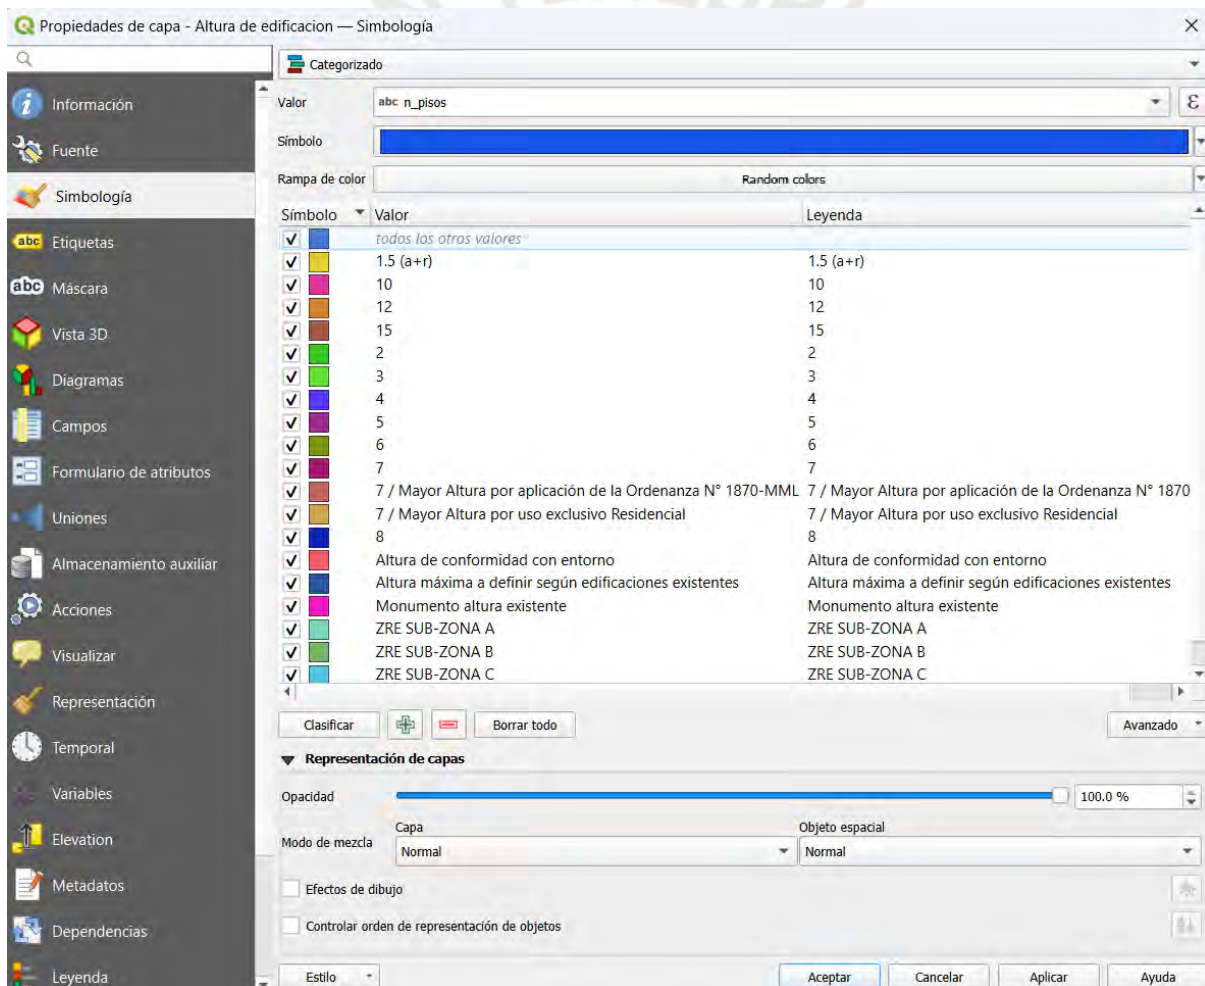 Propiedades de capa - Altura de edificacion — Simbología
Información
Fuente
Simbología
abc Etiquetas
abc Máscara
Vista 3D
Diagramas
Campos
Formulario de atributos
Uniones
Almacenamiento auxiliar
Acciones
Visualizar
Representación
Temporal
Variables
Elevation
Metadatos
Dependencias
Leyenda
Categorizado
Valor abc n_pisos ε
Símbolo
Rampa de color Random colors
Símbolo Valor Leyenda
todos los otros valores
1.5 (a+r) 1.5 (a+r)
10 10
12 12
15 15
2 2
3 3
4 4
5 5
6 6
7 7
7 / Mayor Altura por aplicación de la Ordenanza N° 1870-MML 7 / Mayor Altura por aplicación de la Ordenanza N° 1870
7 / Mayor Altura por uso exclusivo Residencial 7 / Mayor Altura por uso exclusivo Residencial
8 8
Altura de conformidad con entorno Altura de conformidad con entorno
Altura máxima a definir según edificaciones existentes Altura máxima a definir según edificaciones existentes
Monumento altura existente Monumento altura existente
ZRE SUB-ZONA A ZRE SUB-ZONA A
ZRE SUB-ZONA B ZRE SUB-ZONA B
ZRE SUB-ZONA C ZRE SUB-ZONA C
Clasificar Borrar todo Avanzado
Representación de capas
Opacidad 100.0 %
Capa Objeto espacial
Modo de mezcla Normal Normal
Efectos de dibujo
Controlar orden de representación de objetos
Estilo Aceptar Cancelar Aplicar Ayuda